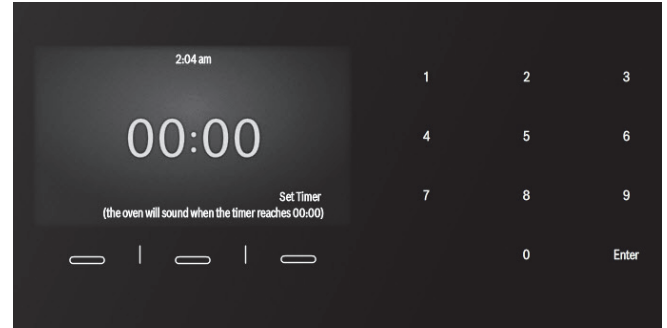 2:04 am
00:00
Set Timer
(the oven will sound when the timer reaches 00:00)
1 2 3
4 5 6
7 8 9
0 Enter